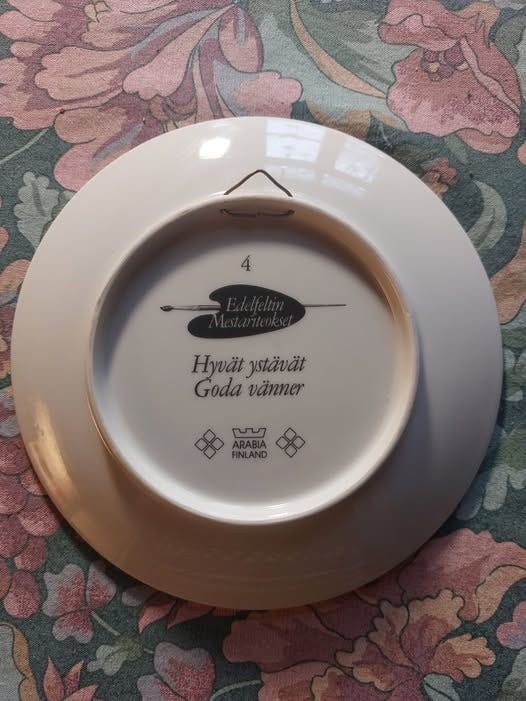 4
Edelfeltin
Mestariteokset
Hyvät ystävät
Goda vänner
ARABIA
FINLAND